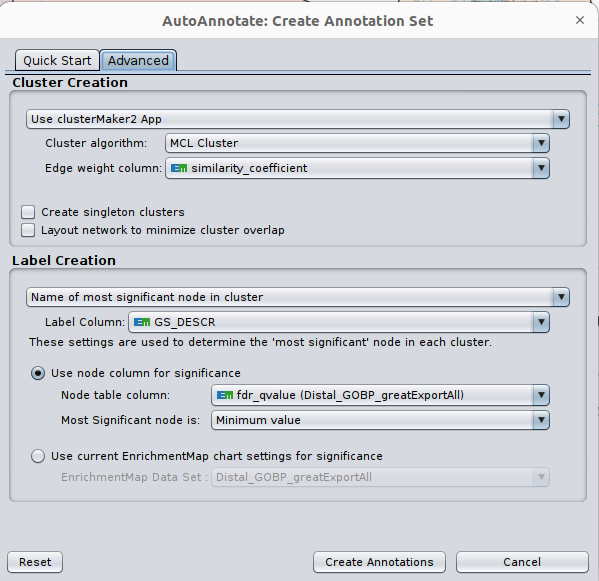 AutoAnnotate: Create Annotation Set
×
Quick Start
Advanced
Cluster Creation
Use clusterMaker2 App
Cluster algorithm: MCL Cluster
Edge weight column: EM similarity_coefficient
Create singleton clusters
Layout network to minimize cluster overlap
Label Creation
Name of most significant node in cluster
Label Column: EM GS_DESCR
These settings are used to determine the 'most significant' node in each cluster.
Use node column for significance
Node table column: EM fdr_qvalue (Distal_GOBP_greatExportAll)
Most Significant node is: Minimum value
Use current EnrichmentMap chart settings for significance
EnrichmentMap Data Set : Distal_GOBP_greatExportAll
Reset
Create Annotations
Cancel